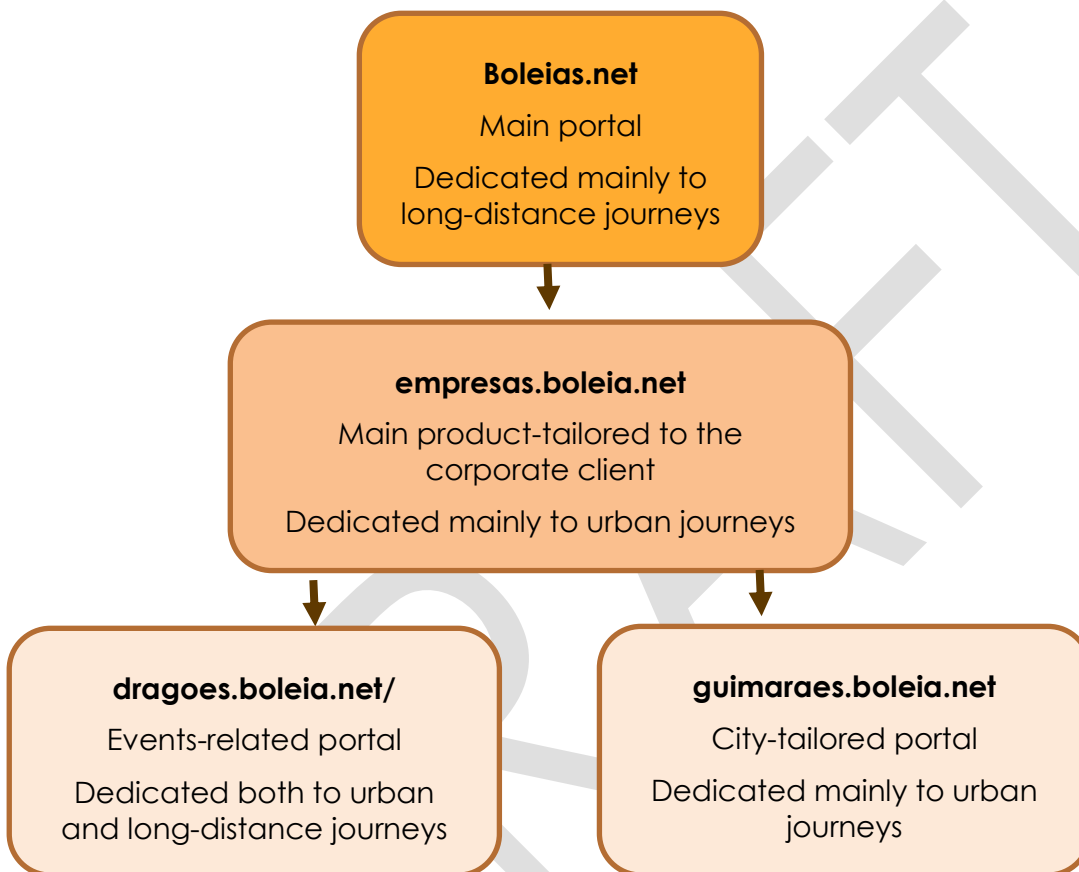 Boleias.net
Main portal
Dedicated mainly to
long-distance journeys
empresas.boleia.net
Main product-tailored to the
corporate client
Dedicated mainly to urban journeys
dragoes.boleia.net/
Events-related portal
Dedicated both to urban
and long-distance journeys
guimaraes.boleia.net
City-tailored portal
Dedicated mainly to urban
journeys